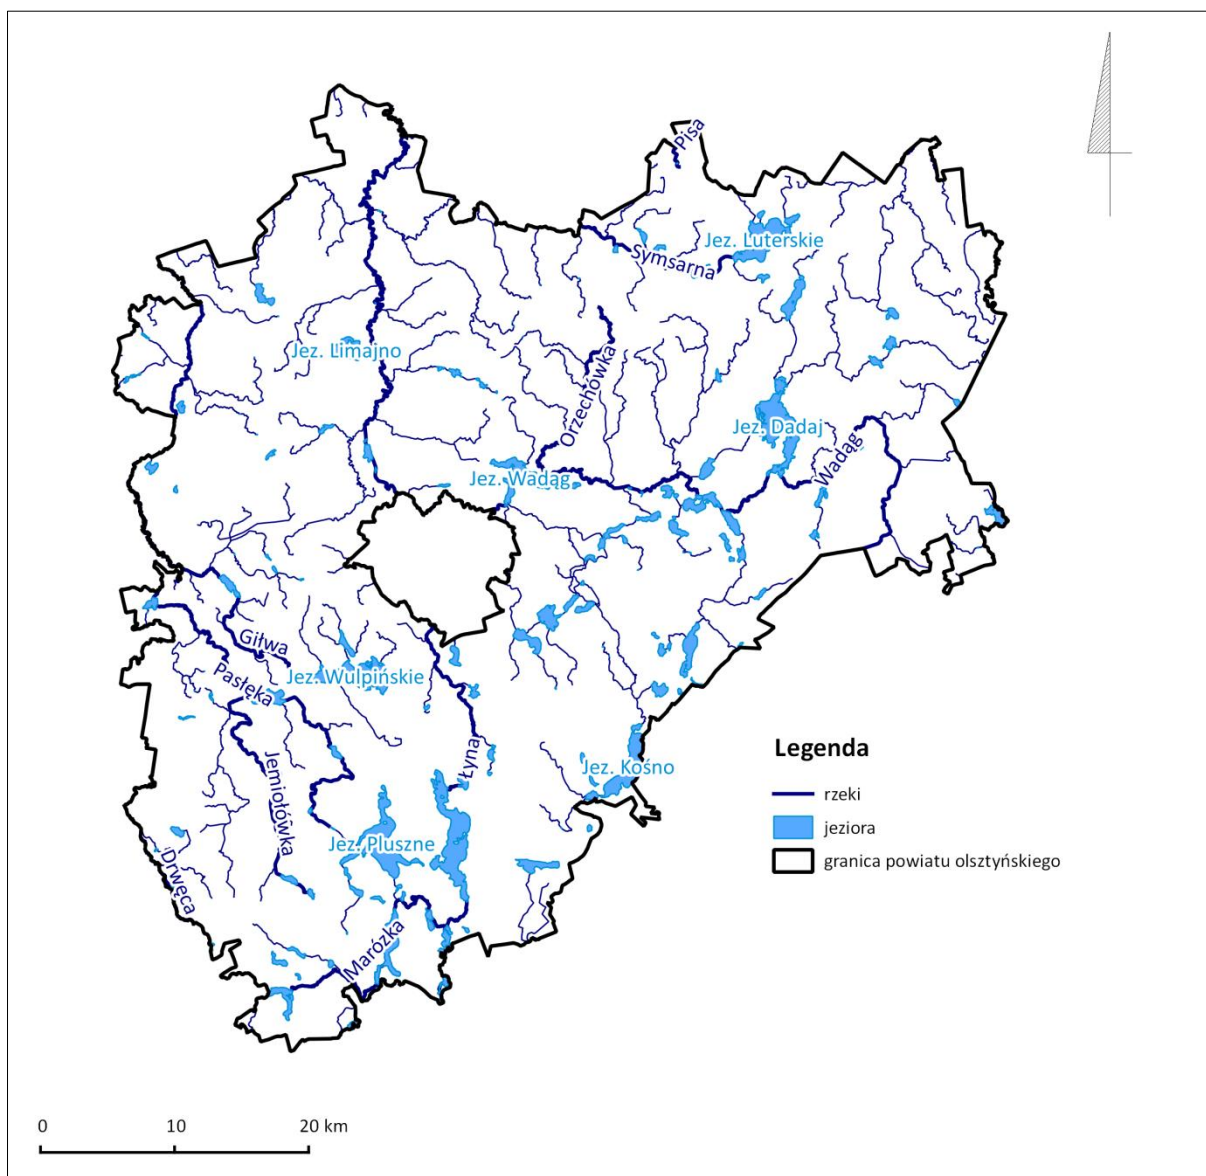 Pisa
Jez. Luterskie
Symsarna
Jez. Limajno
Orzechówka
Jez. Dadaj
Wadąg
Jez. Wadąg
Giłwa
Pasłęka
Jez. Wulpińskie
Łyna
Jemiołówka
Jez. Kośno
Jez. Pluszne
Drwęca
Marózka
Legenda
rzeki
jeziora
granica powiatu olsztyńskiego
0 10 20 km